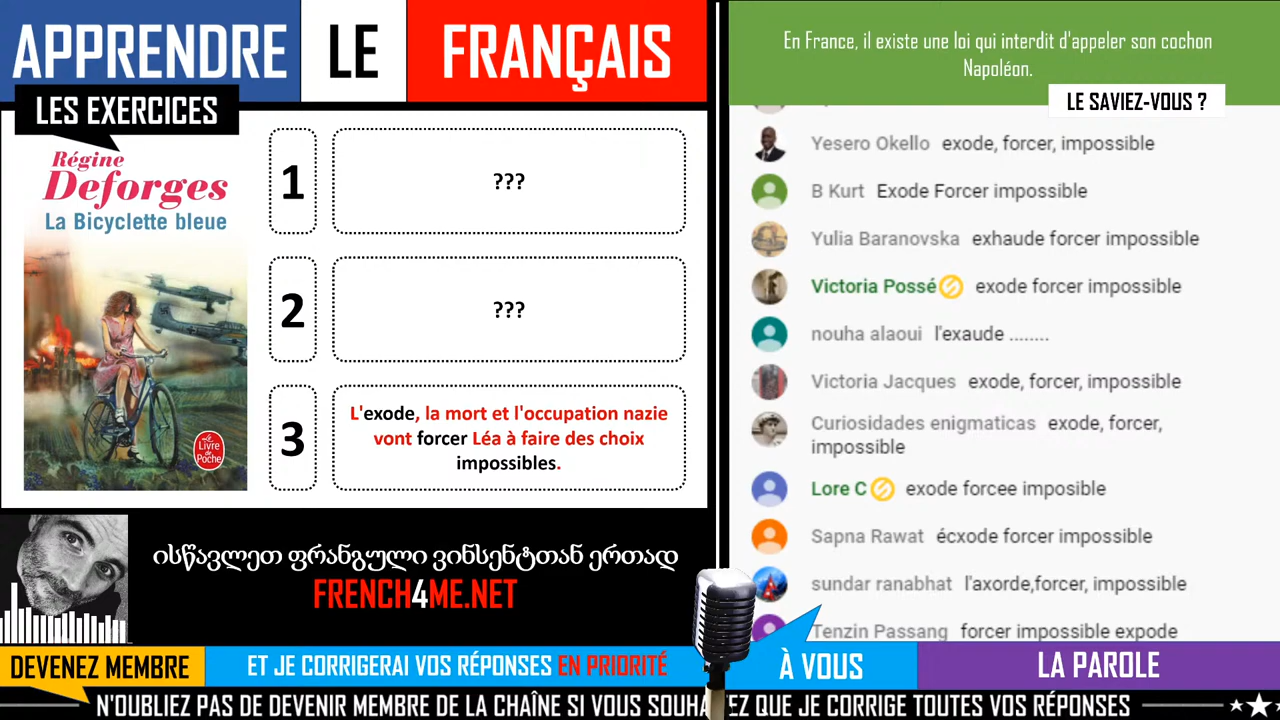 APPRENDRE LE FRANÇAIS
LES EXERCICES
Régine
Deforges
La Bicyclette bleue
Le
Livre
de
Poche
1
???
2
???
3
L'exode, la mort et l'occupation nazie
vont forcer Léa à faire des choix
impossibles.
ისწავლეთ ფრანგული ვინსენტთან ერთად
FRENCH4ME.NET
En France, il existe une loi qui interdit d'appeler son cochon
Napoléon.
LE SAVIEZ-VOUS ?
Yesero Okello exode, forcer, impossible
B Kurt Exode Forcer impossible
Yulia Baranovska exhaude forcer impossible
Victoria Possé exode forcer impossible
nouha alaoui l'exaude ........
Victoria Jacques exode, forcer, impossible
Curiosidades enigmaticas exode, forcer,
impossible
Lore C exode forcee imposible
Sapna Rawat écxode forcer impossible
sundar ranabhat l'axorde,forcer, impossible
Tenzin Passang forcer impossible expode
DEVENEZ MEMBRE
ET JE CORRIGERAI VOS RÉPONSES EN PRIORITÉ
À VOUS
LA PAROLE
N'OUBLIEZ PAS DE DEVENIR MEMBRE DE LA CHAÎNE SI VOUS SOUHA EZ QUE JE CORRIGE TOUTES VOS RÉPONSES